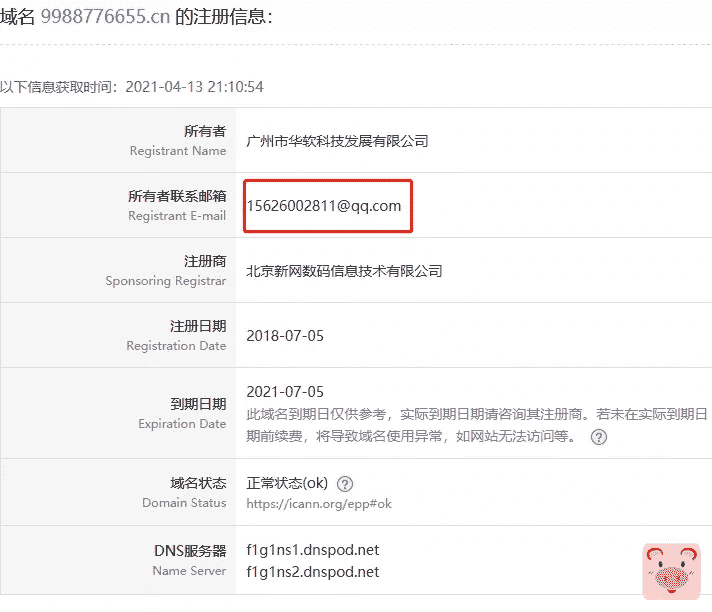 域名 9988776655.cn 的注册信息：
以下信息获取时间：2021-04-13 21:10:54
所有者
Registrant Name
广州市华软科技发展有限公司
所有者联系邮箱
Registrant E-mail
15626002811@qq.com
注册商
Sponsoring Registrar
北京新网数码信息技术有限公司
注册日期
Registration Date
2018-07-05
到期日期
Expiration Date
2021-07-05
此域名到期日仅供参考，实际到期日期请咨询其注册商。若未在实际到期日
期前续费，将导致域名使用异常，如网站无法访问等。 ?
域名状态
Domain Status
正常状态(ok) ?
https://icann.org/epp#ok
DNS服务器
Name Server
f1g1ns1.dnspod.net
f1g1ns2.dnspod.net